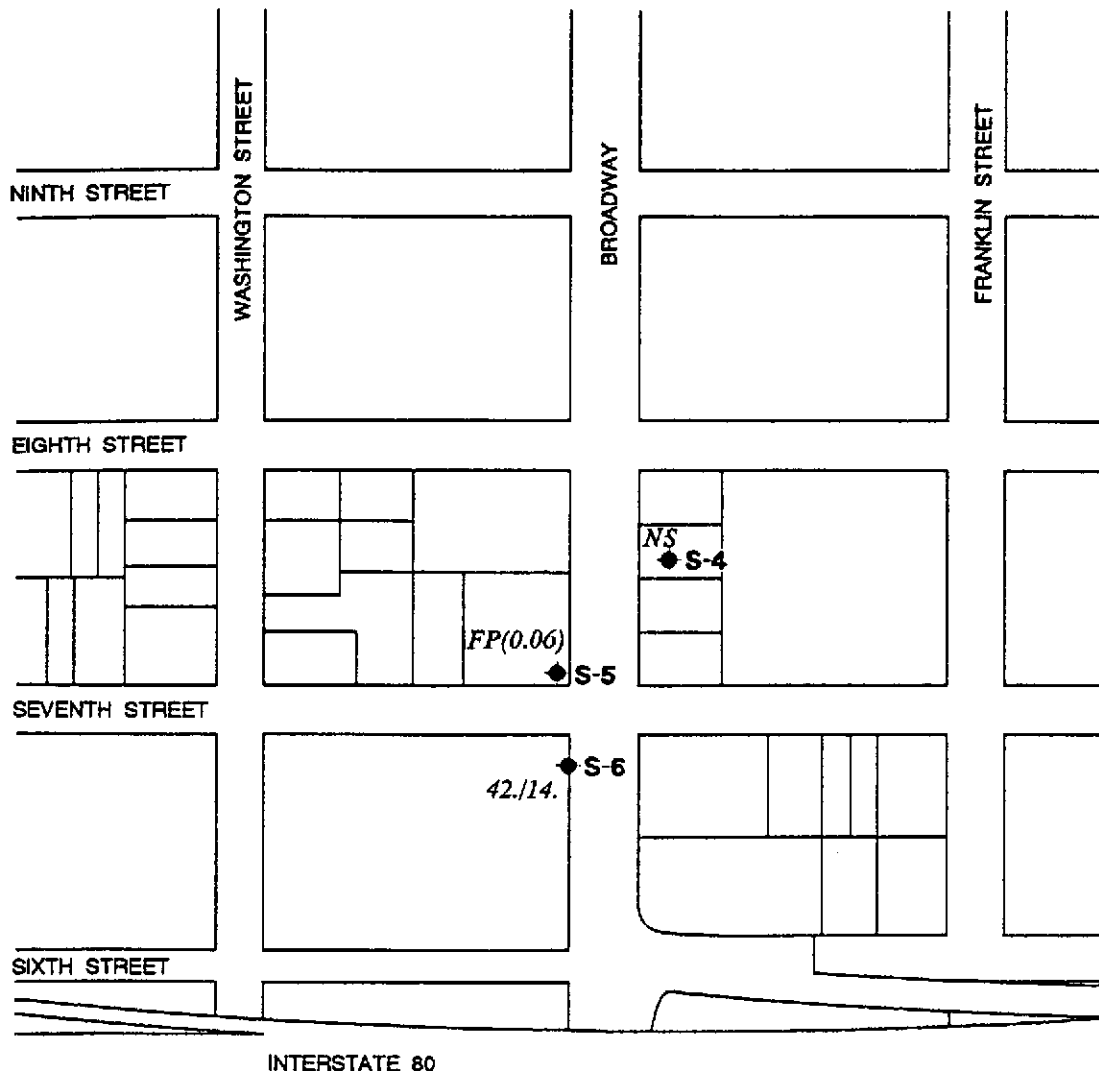 WASHINGTON STREET
BROADWAY
FRANKLIN STREET
NINTH STREET
EIGHTH STREET
NS
S-4
FP(0.06)
S-5
SEVENTH STREET
S-6
42./14.
SIXTH STREET
INTERSTATE 80